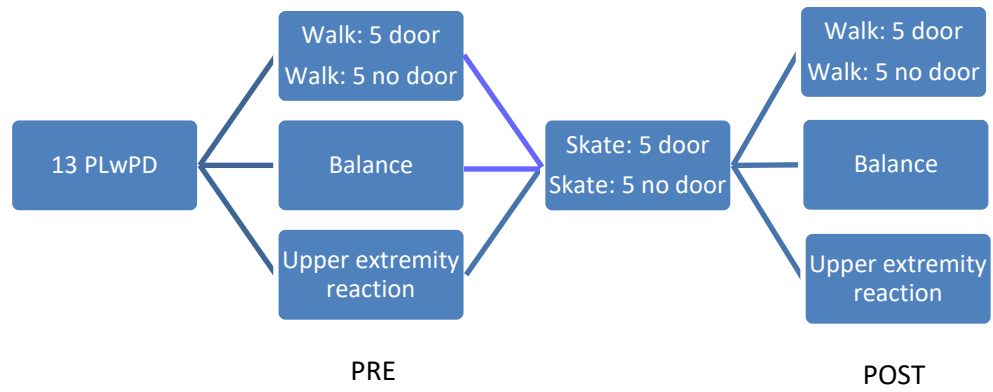 13 PLwPD
Walk: 5 door
Walk: 5 no door
Balance
Upper extremity
reaction
PRE
Skate: 5 door
Skate: 5 no door
Walk: 5 door
Walk: 5 no door
Balance
Upper extremity
reaction
POST